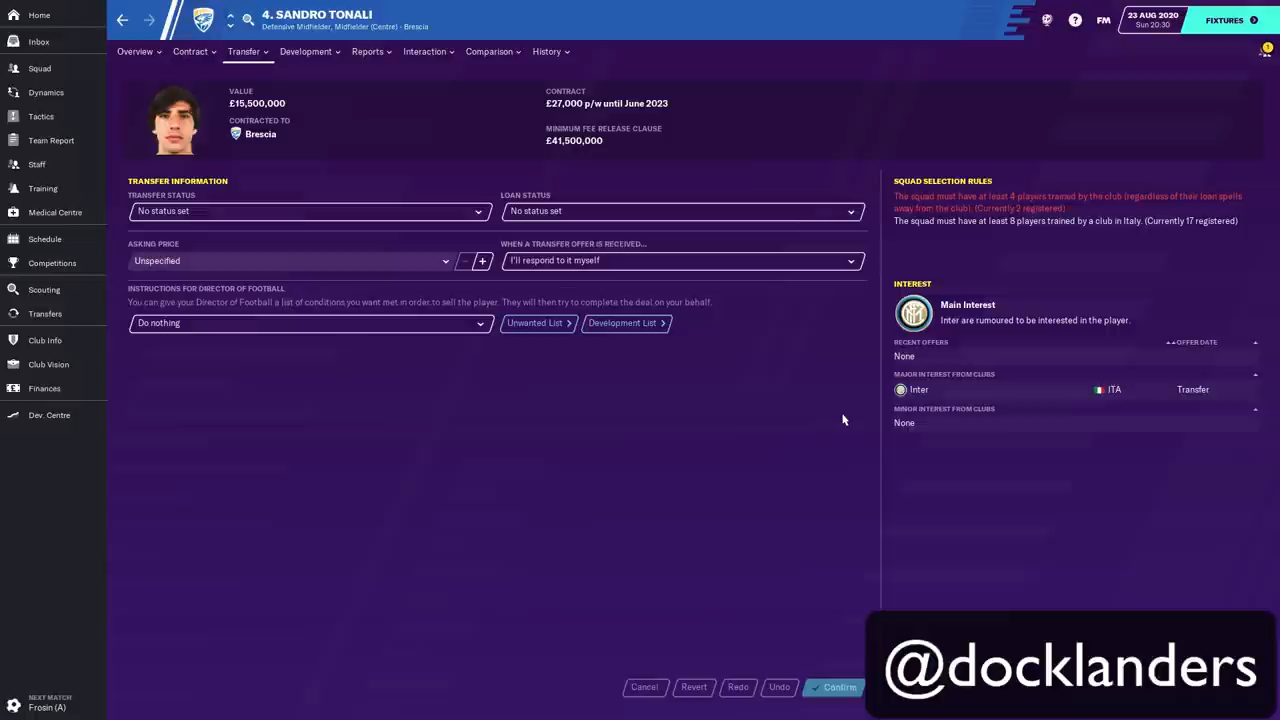 4. SANDRO TONALI
Defensive Midfielder, Midfielder (Centre) - Brescia
FM
23 AUG 2020
Sun 20:30
FIXTURES
1
Home
Inbox
Squad
Dynamics
Tactics
Team Report
Staff
Training
Medical Centre
Schedule
Competitions
Scouting
Transfers
Club Info
Club Vision
Finances
Dev. Centre
NEXT MATCH
Frosin (A)
Overview
Contract
Transfer
Development
Reports
Interaction
Comparison
History
VALUE
£15,500,000
CONTRACTED TO
Brescia
CONTRACT
£27,000 p/w until June 2023
MINIMUM FEE RELEASE CLAUSE
£41,500,000
TRANSFER INFORMATION
TRANSFER STATUS
No status set
LOAN STATUS
No status set
ASKING PRICE
Unspecified
WHEN A TRANSFER OFFER IS RECEIVED...
I'll respond to it myself
INSTRUCTIONS FOR DIRECTOR OF FOOTBALL
You can give your Director of Football a list of conditions you want met in order to sell the player. They will then try to complete the deal on your behalf.
Do nothing
Unwanted List
Development List
SQUAD SELECTION RULES
The squad must have at least 4 players trained by the club (regardless of their loan spells
away from the club). (Currently 2 registered)
The squad must have at least 8 players trained by a club in Italy. (Currently 17 registered)
INTEREST
Main Interest
Inter are rumoured to be interested in the player.
RECENT OFFERS
OFFER DATE
None
MAJOR INTEREST FROM CLUBS
Inter
ITA
Transfer
MINOR INTEREST FROM CLUBS
None
Cancel
Revert
Redo
Undo
Confirm
@docklanders